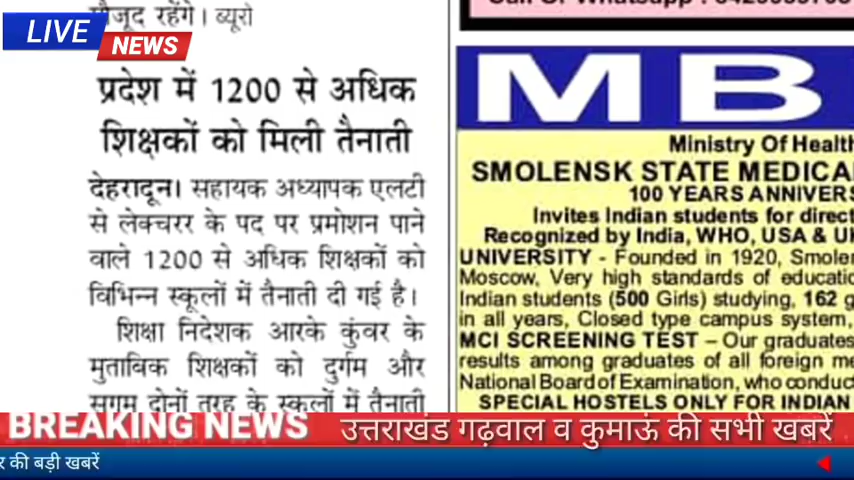 मौजूद रहेंगे। ब्यूरो
LIVE
NEWS
प्रदेश में 1200 से अधिक
शिक्षकों को मिली तैनाती
देहरादून। सहायक अध्यापक एलटी
से लेक्चरर के पद पर प्रमोशन पाने
वाले 1200 से अधिक शिक्षकों को
विभिन्न स्कूलों में तैनाती दी गई है।
शिक्षा निदेशक आरके कुंवर के
मुताबिक शिक्षकों को दुर्गम और
सुगम दोनों तरह के स्कूलों में तैनाती
MB
Ministry Of Health
SMOLENSK STATE MEDICA
100 YEARS ANNIVERS
Invites Indian students for direct
Recognized by India, WHO, USA & U
UNIVERSITY - Founded in 1920, Smolen
Moscow, Very high standards of educatio
Indian students (500 Girls) studying, 162 g
in all years, Closed type campus system,
MCI SCREENING TEST – Our graduates
results among graduates of all foreign me
National Board of Examination, who conduct
SPECIAL HOSTELS ONLY FOR INDIAN
BREAKING NEWS
उत्तराखंड गढ़वाल व कुमाऊं की सभी खबरें
र की बड़ी खबरें